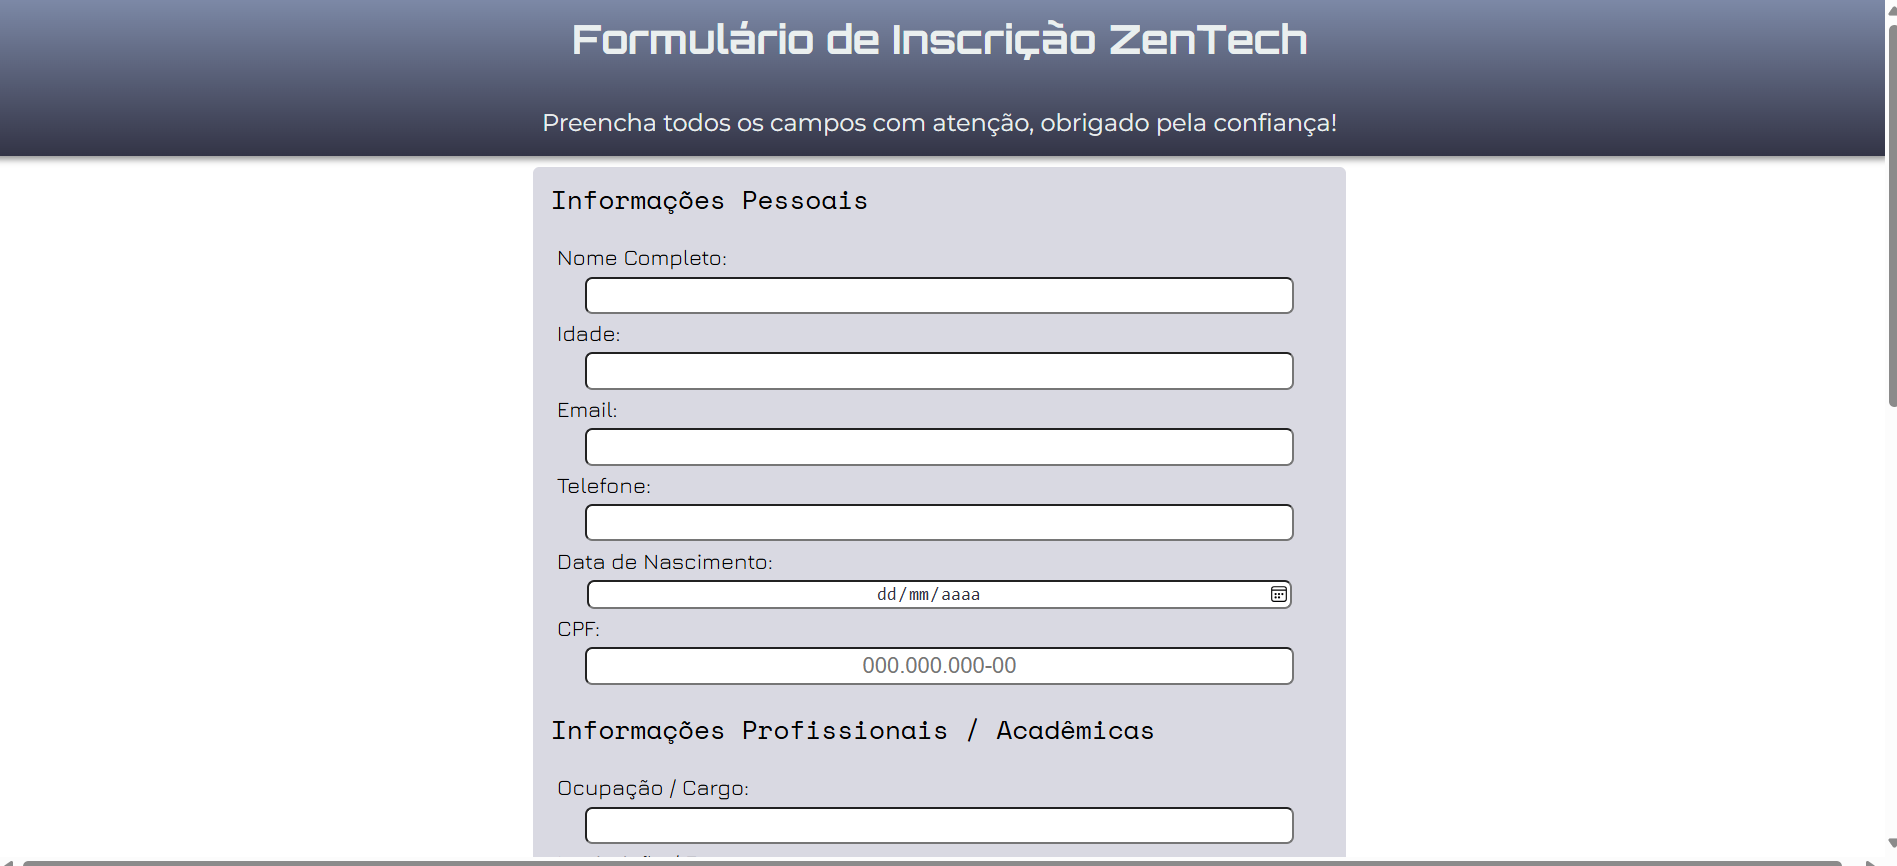 Formulário de Inscrição ZenTech
Preencha todos os campos com atenção, obrigado pela confiança!
Informações Pessoais
Nome Completo:
Idade:
Email:
Telefone:
Data de Nascimento:
dd/mm/aaaa
CPF:
000.000.000-00
Informações Profissionais / Acadêmicas
Ocupação / Cargo: